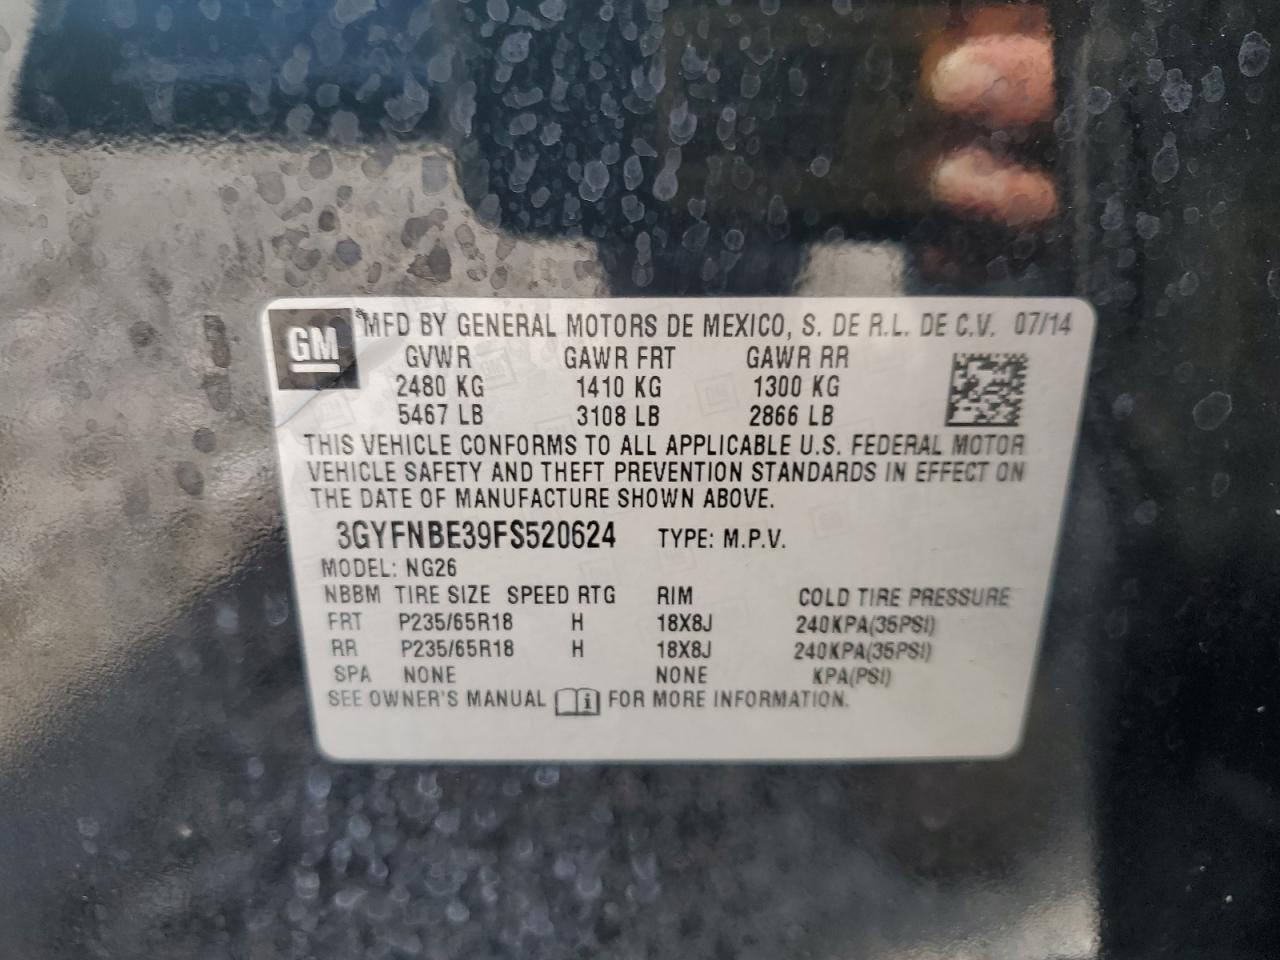 GM
MFD BY GENERAL MOTORS DE MEXICO, S. DE R.L. DE C.V. 07/14
GVWR GAWR FRT GAWR RR
2480 KG 1410 KG 1300 KG
5467 LB 3108 LB 2866 LB
THIS VEHICLE CONFORMS TO ALL APPLICABLE U.S. FEDERAL MOTOR
VEHICLE SAFETY AND THEFT PREVENTION STANDARDS IN EFFECT ON
THE DATE OF MANUFACTURE SHOWN ABOVE.
3GYFNBE39FS520624 TYPE: M.P.V.
MODEL: NG26
NBBM TIRE SIZE SPEED RTG RIM COLD TIRE PRESSURE
FRT P235/65R18 H 18X8J 240KPA(35PSI)
RR P235/65R18 H 18X8J 240KPA(35PSI)
SPA NONE NONE KPA(PSI)
SEE OWNER'S MANUAL i FOR MORE INFORMATION.